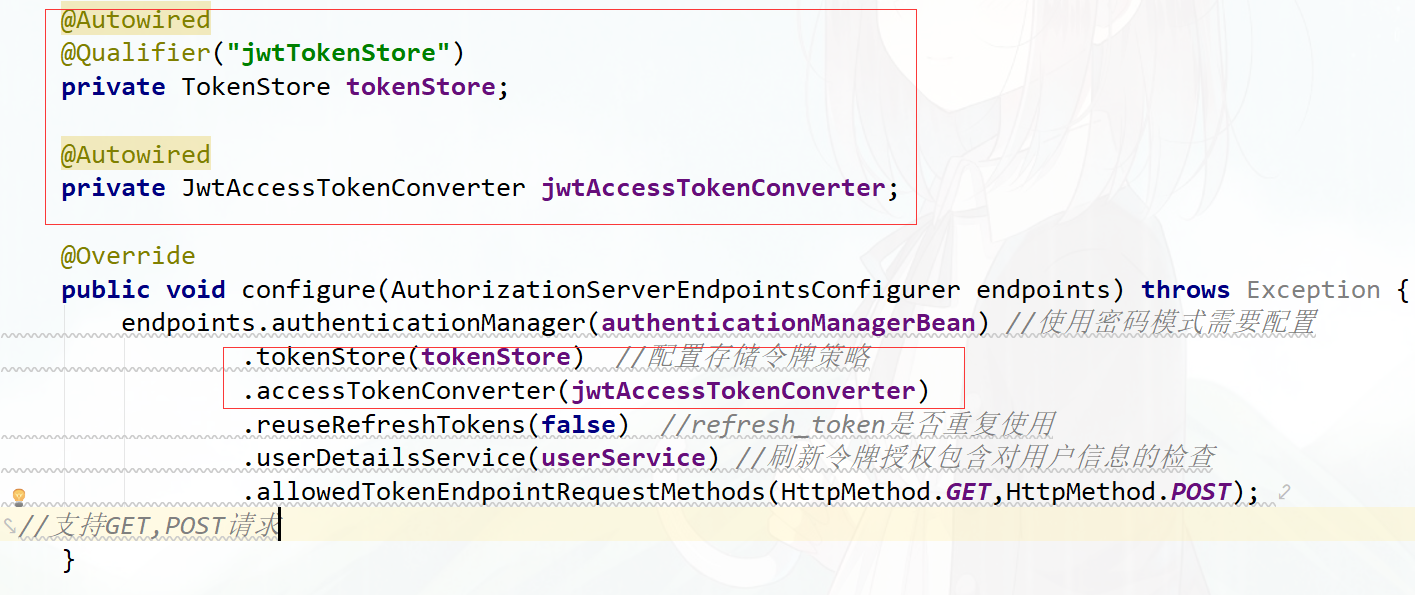 @Autowired
@Qualifier("jwtTokenStore")
private TokenStore tokenStore;
@Autowired
private JwtAccessTokenConverter jwtAccessTokenConverter;
@Override
public void configure(AuthorizationServerEndpointsConfigurer endpoints) throws Exception {
endpoints.authenticationManager(authenticationManagerBean) //使用密码模式需要配置
.tokenStore(tokenStore)  //配置存储令牌策略
.accessTokenConverter(jwtAccessTokenConverter)
.reuseRefreshTokens(false)  //refresh_token是否重复使用
.userDetailsService(userService) //刷新令牌授权包含对用户信息的检查
.allowedTokenEndpointRequestMethods(HttpMethod.GET,HttpMethod.POST);
//支持GET,POST请求
}